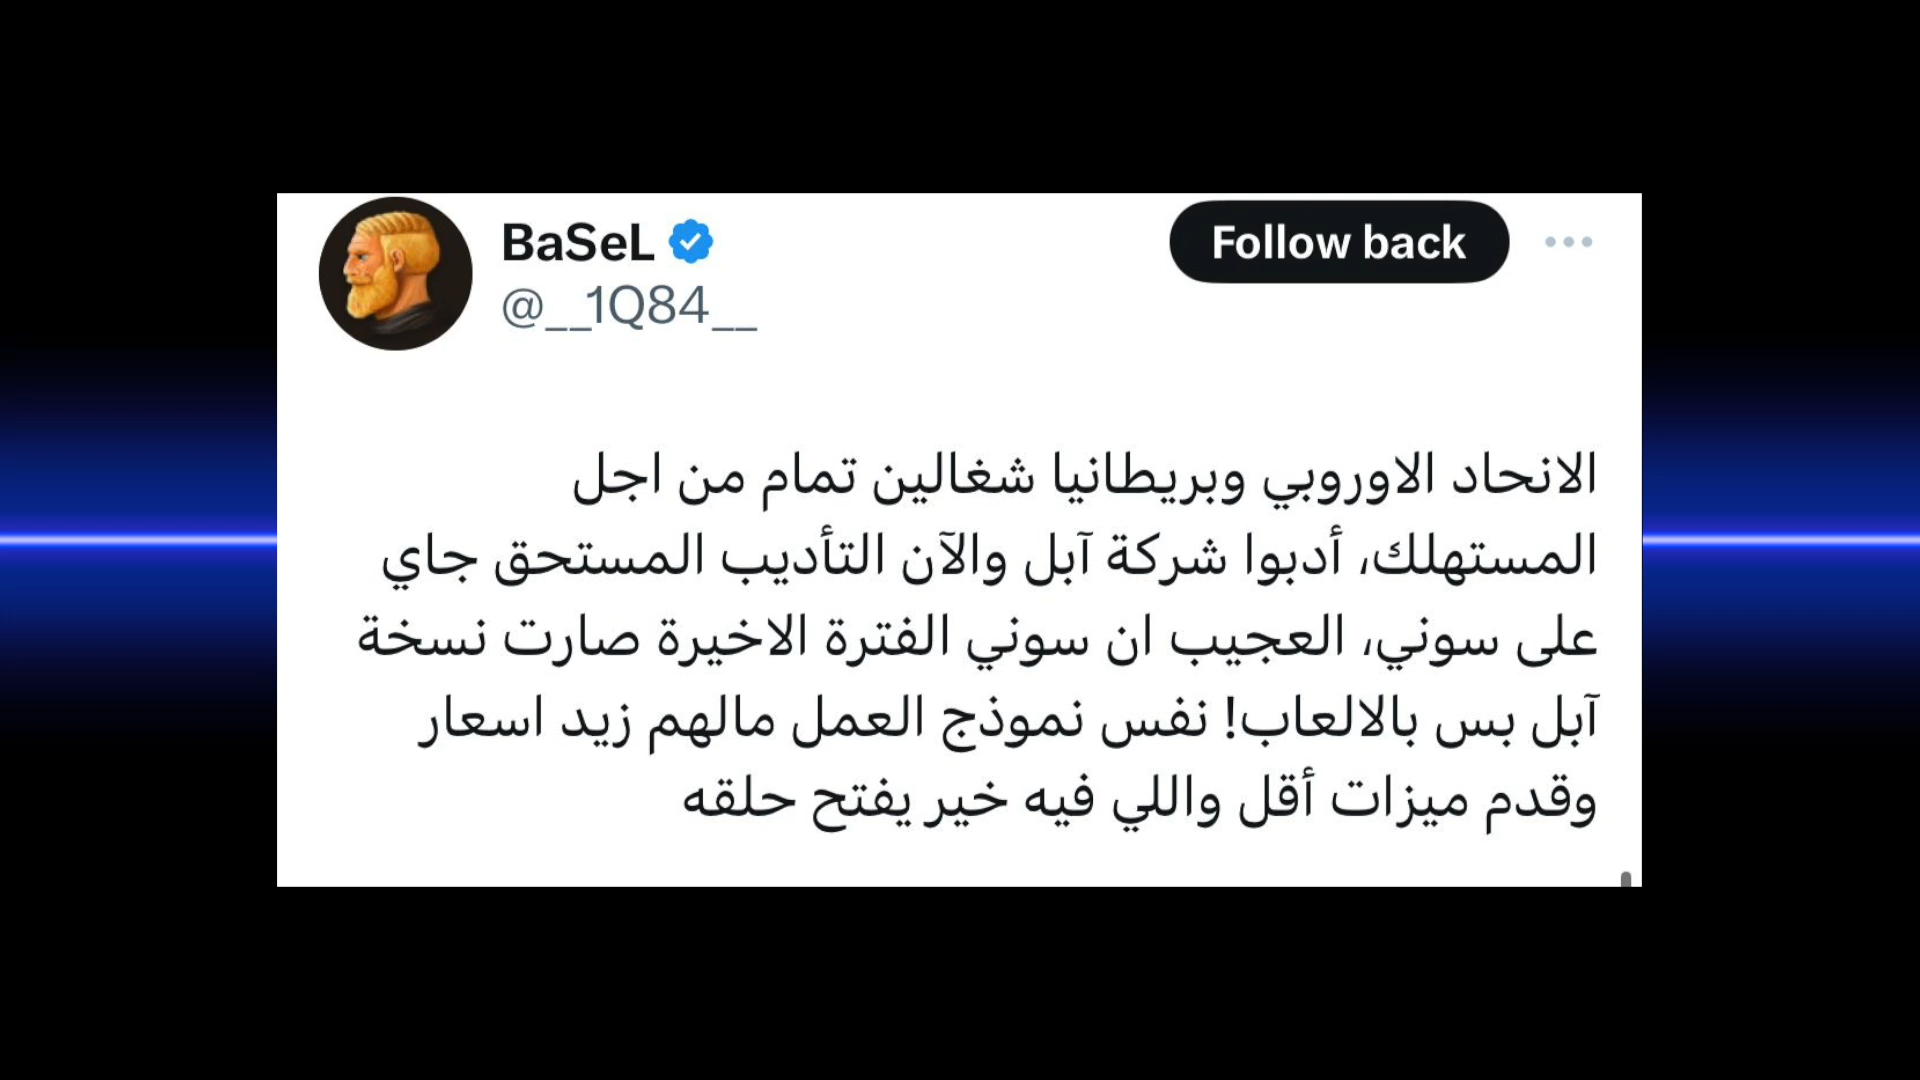 BaSeL
@__1Q84__
Follow back
الانحاد الاوروبي وبريطانيا شغالين تمام من اجل
المستهلك، أدبوا شركة آبل والآن التأديب المستحق جاي
على سوني، العجيب ان سوني الفترة الاخيرة صارت نسخة
آبل بس بالالعاب! نفس نموذج العمل مالهم زيد اسعار
وقدم ميزات أقل واللي فيه خير يفتح حلقه